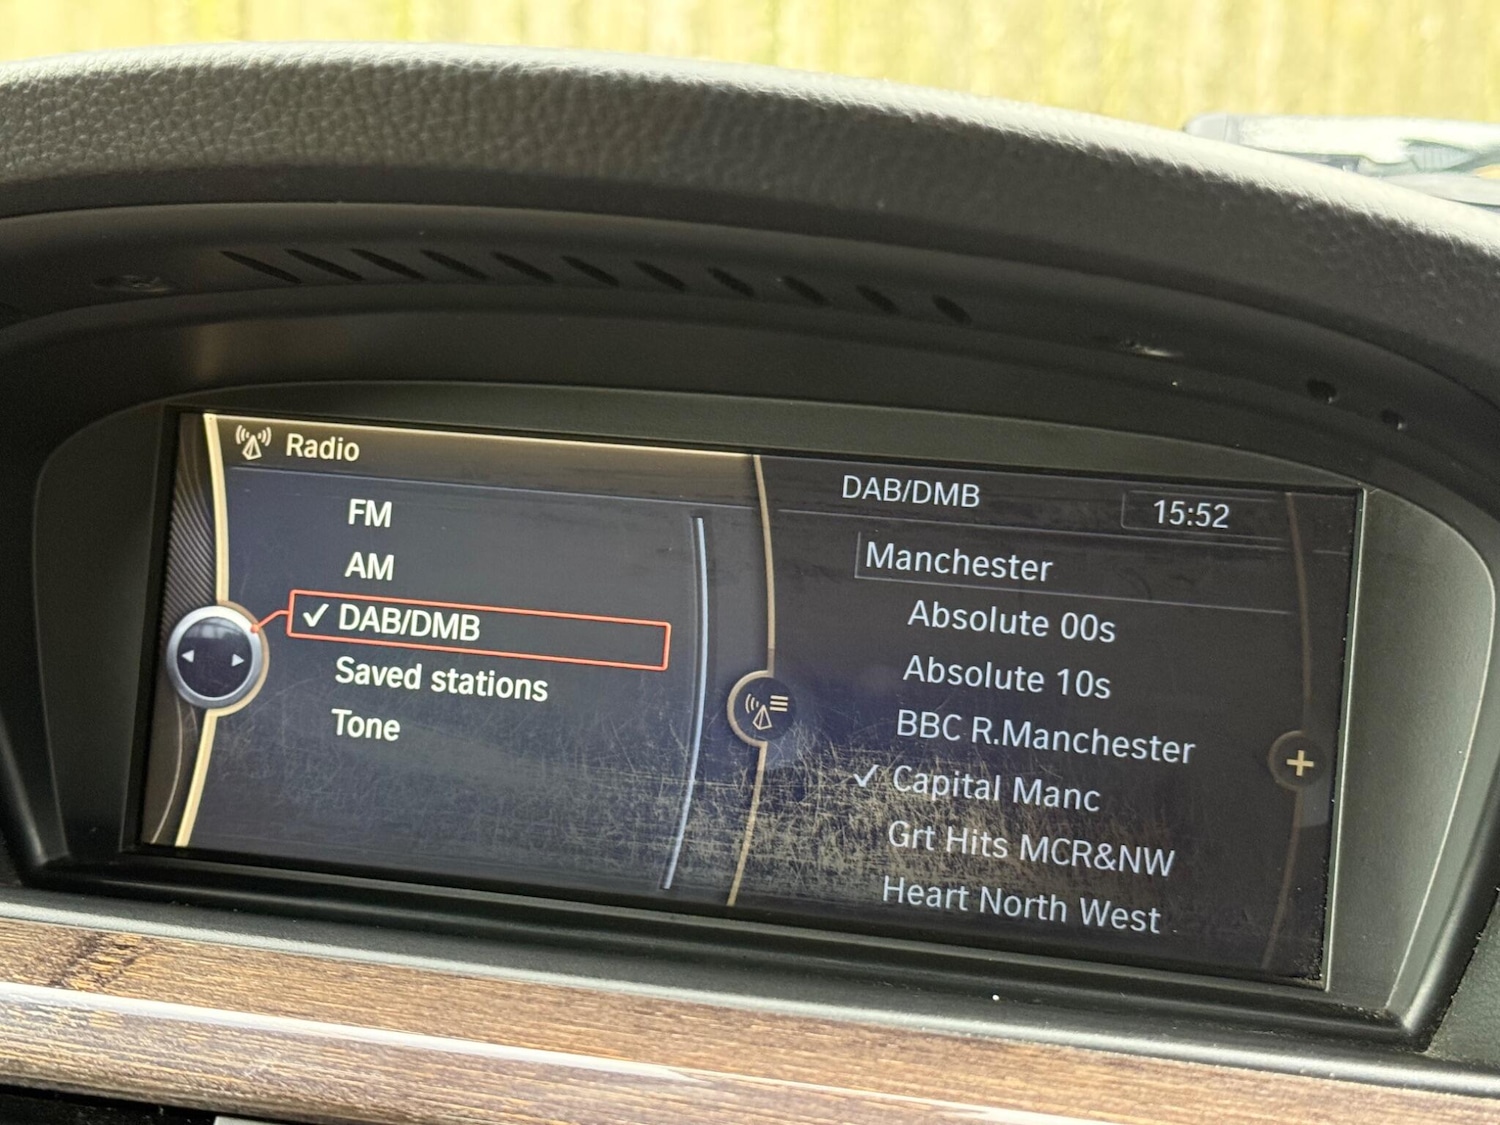 Radio
FM
AM
✓ DAB/DMB
Saved stations
Tone
DAB/DMB
15:52
Manchester
Absolute 00s
Absolute 10s
BBC R.Manchester
✓ Capital Manc
Grt Hits MCR&NW
Heart North West
+